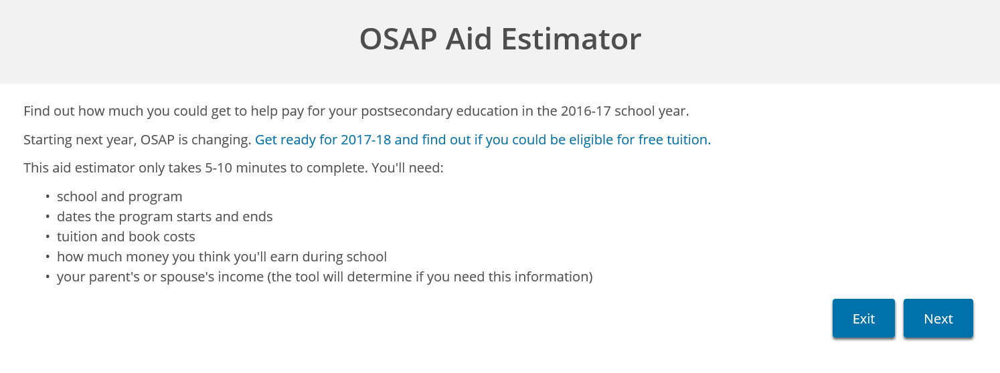 OSAP Aid Estimator
Find out how much you could get to help pay for your postsecondary education in the 2016-17 school year.
Starting next year, OSAP is changing. Get ready for 2017-18 and find out if you could be eligible for free tuition.
This aid estimator only takes 5-10 minutes to complete. You'll need:
• school and program
• dates the program starts and ends
• tuition and book costs
• how much money you think you'll earn during school
• your parent's or spouse's income (the tool will determine if you need this information)
Exit Next